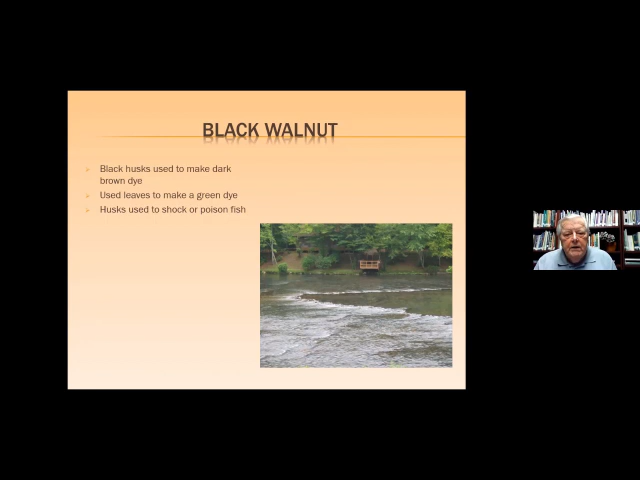 BLACK WALNUT
Black husks used to make dark
brown dye
Used leaves to make a green dye
Husks used to shock or poison fish